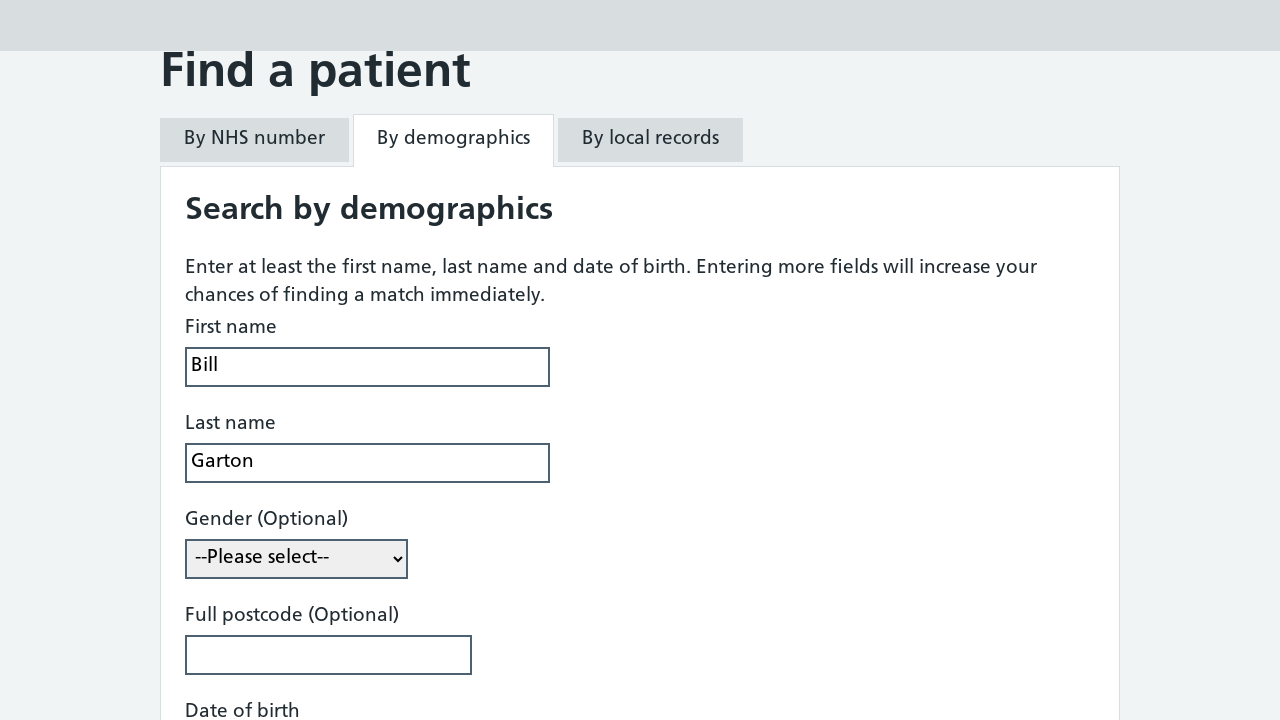 Find a patient
By NHS number
By demographics
By local records
Search by demographics
Enter at least the first name, last name and date of birth. Entering more fields will increase your
chances of finding a match immediately.
First name
Bill
Last name
Garton
Gender (Optional)
--Please select--
Full postcode (Optional)
Date of birth